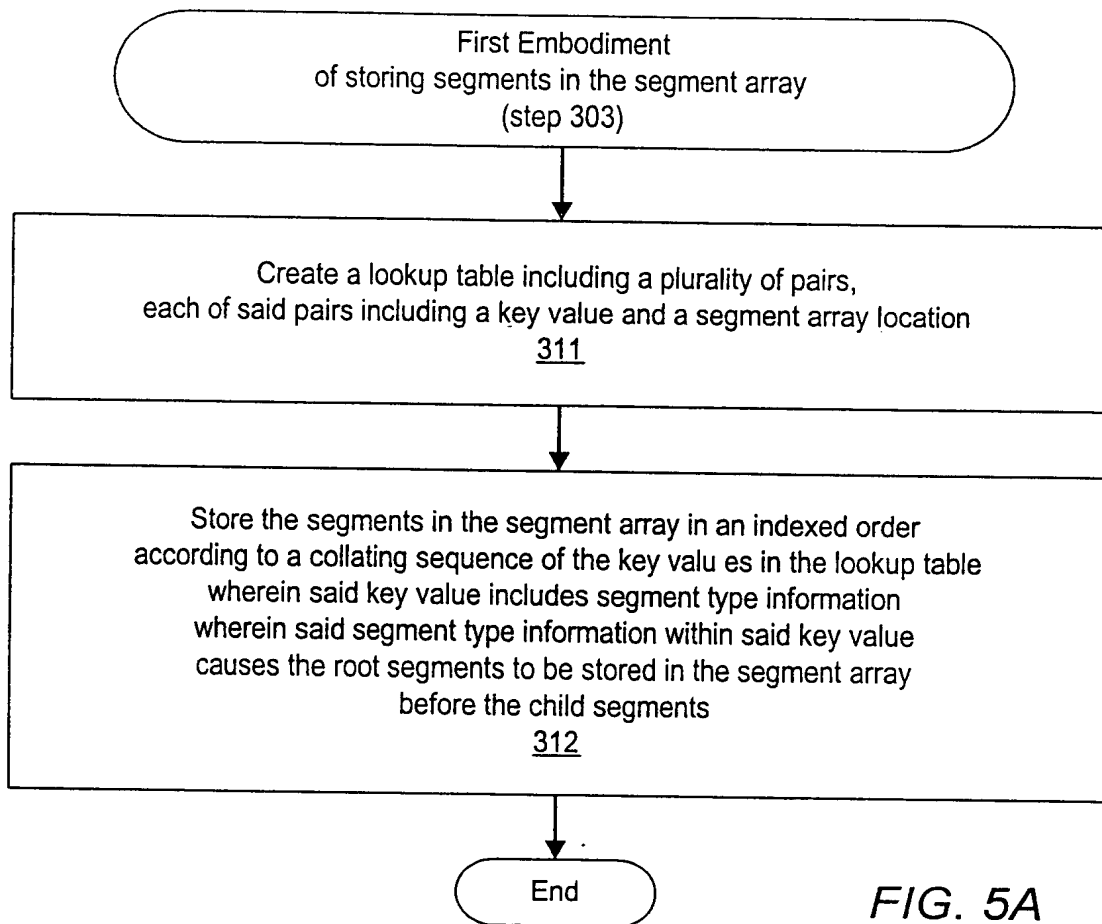 First Embodiment
of storing segments in the segment array
(step 303)
Create a lookup table including a plurality of pairs,
each of said pairs including a key value and a segment array location
311
Store the segments in the segment array in an indexed order
according to a collating sequence of the key valu es in the lookup table
wherein said key value includes segment type information
wherein said segment type information within said key value
causes the root segments to be stored in the segment array
before the child segments
312
End
FIG. 5A